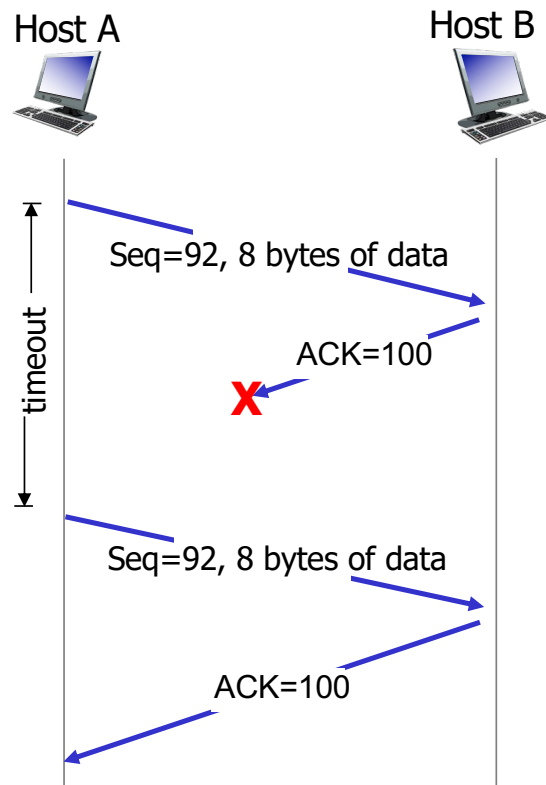 Host A
Host B
Seq=92, 8 bytes of data
ACK=100
X
timeout
Seq=92, 8 bytes of data
ACK=100